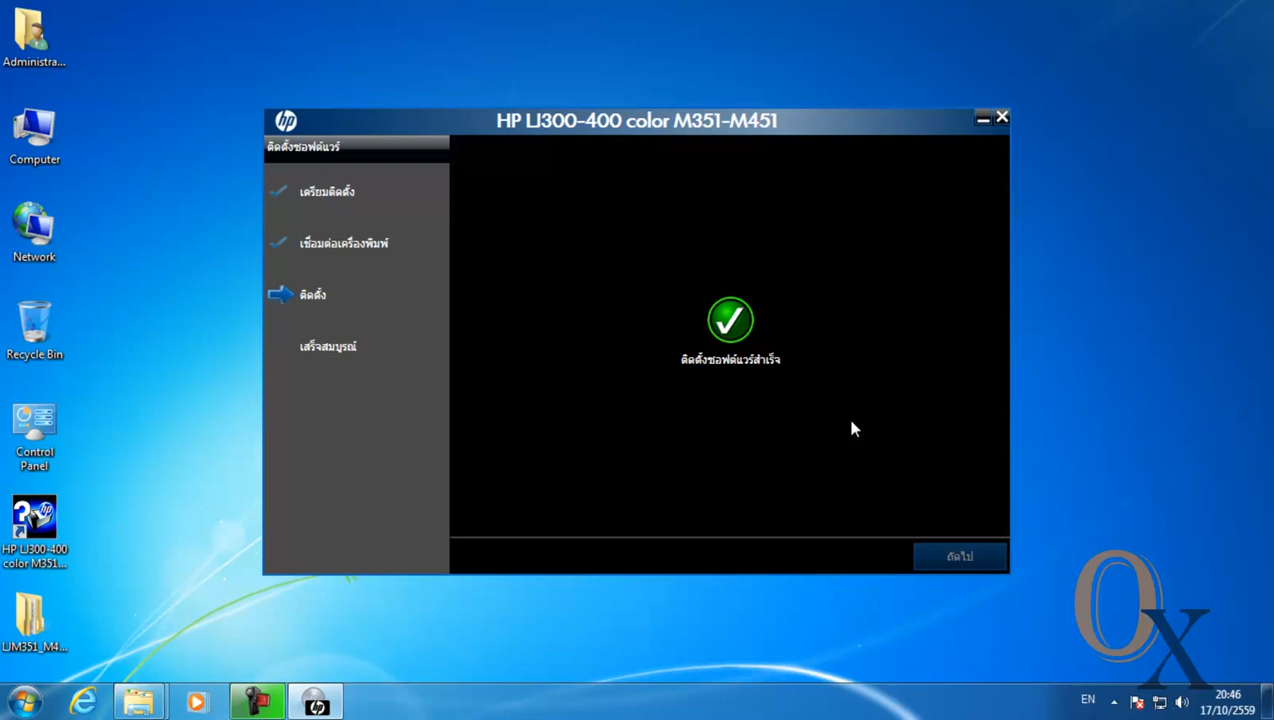 Administra...
Computer
Network
Recycle Bin
Control
Panel
HP LJ300-400
color M351...
LJM351_M4...
hp
HP LJ300-400 color M351-M451
ติดตั้งซอฟต์แวร์
เตรียมติดตั้ง
เชื่อมต่อเครื่องพิมพ์
ติดตั้ง
เสร็จสมบูรณ์
ติดตั้งซอฟต์แวร์สำเร็จ
ถัดไป
OX
EN
20:46
17/10/2559